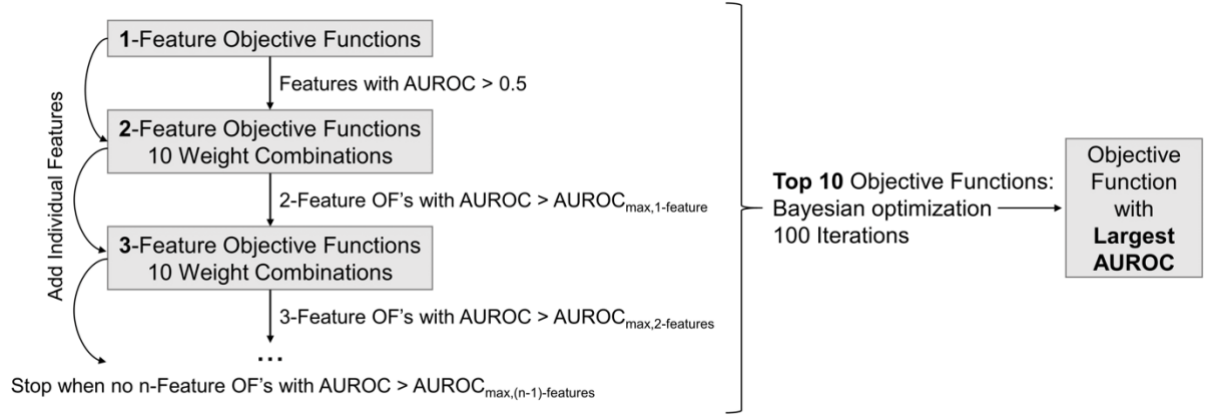 Add Individual Features
1-Feature Objective Functions
Features with AUROC > 0.5
2-Feature Objective Functions
10 Weight Combinations
2-Feature OF's with AUROC > AUROCmax,1-feature
3-Feature Objective Functions
10 Weight Combinations
3-Feature OF's with AUROC > AUROCmax,2-features
...
Stop when no n-Feature OF's with AUROC > AUROCmax,(n-1)-features
Top 10 Objective Functions:
Bayesian optimization
100 Iterations
Objective
Function
with
Largest
AUROC